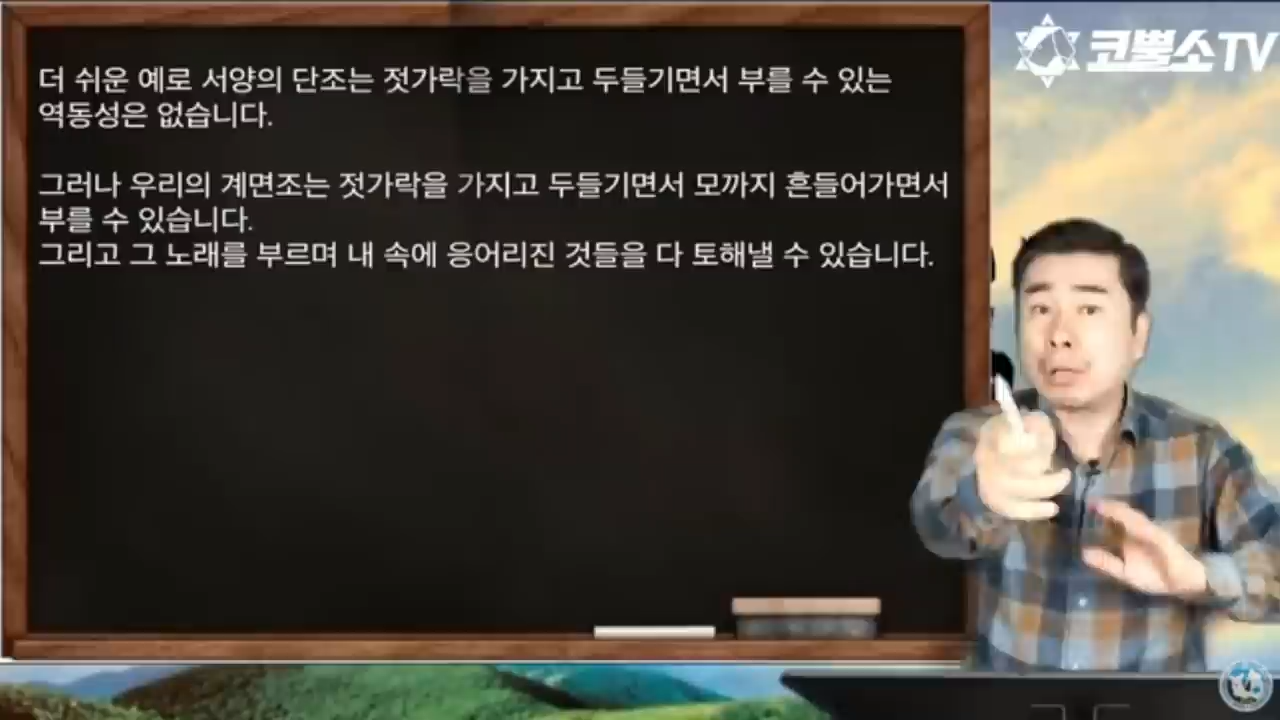 더 쉬운 예로 서양의 단조는 젓가락을 가지고 두들기면서 부를 수 있는
역동성은 없습니다.
그러나 우리의 계면조는 젓가락을 가지고 두들기면서 모까지 흔들어가면서
부를 수 있습니다.
그리고 그 노래를 부르며 내 속에 응어리진 것들을 다 토해낼 수 있습니다.
코뿔소TV